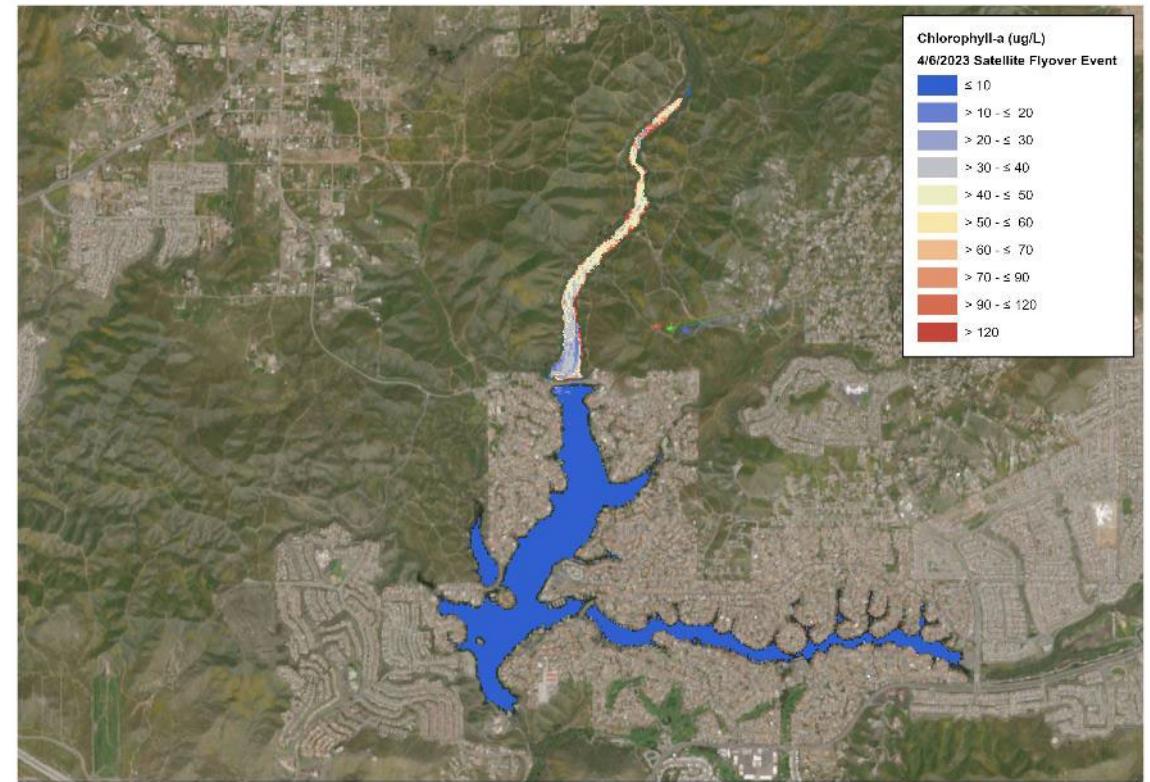 Chlorophyll-a (ug/L)
4/6/2023 Satellite Flyover Event
≤ 10
> 10 - ≤ 20
> 20 - ≤ 30
> 30 - ≤ 40
> 40 - ≤ 50
> 50 - ≤ 60
> 60 - ≤ 70
> 70 - ≤ 90
> 90 - ≤ 120
> 120